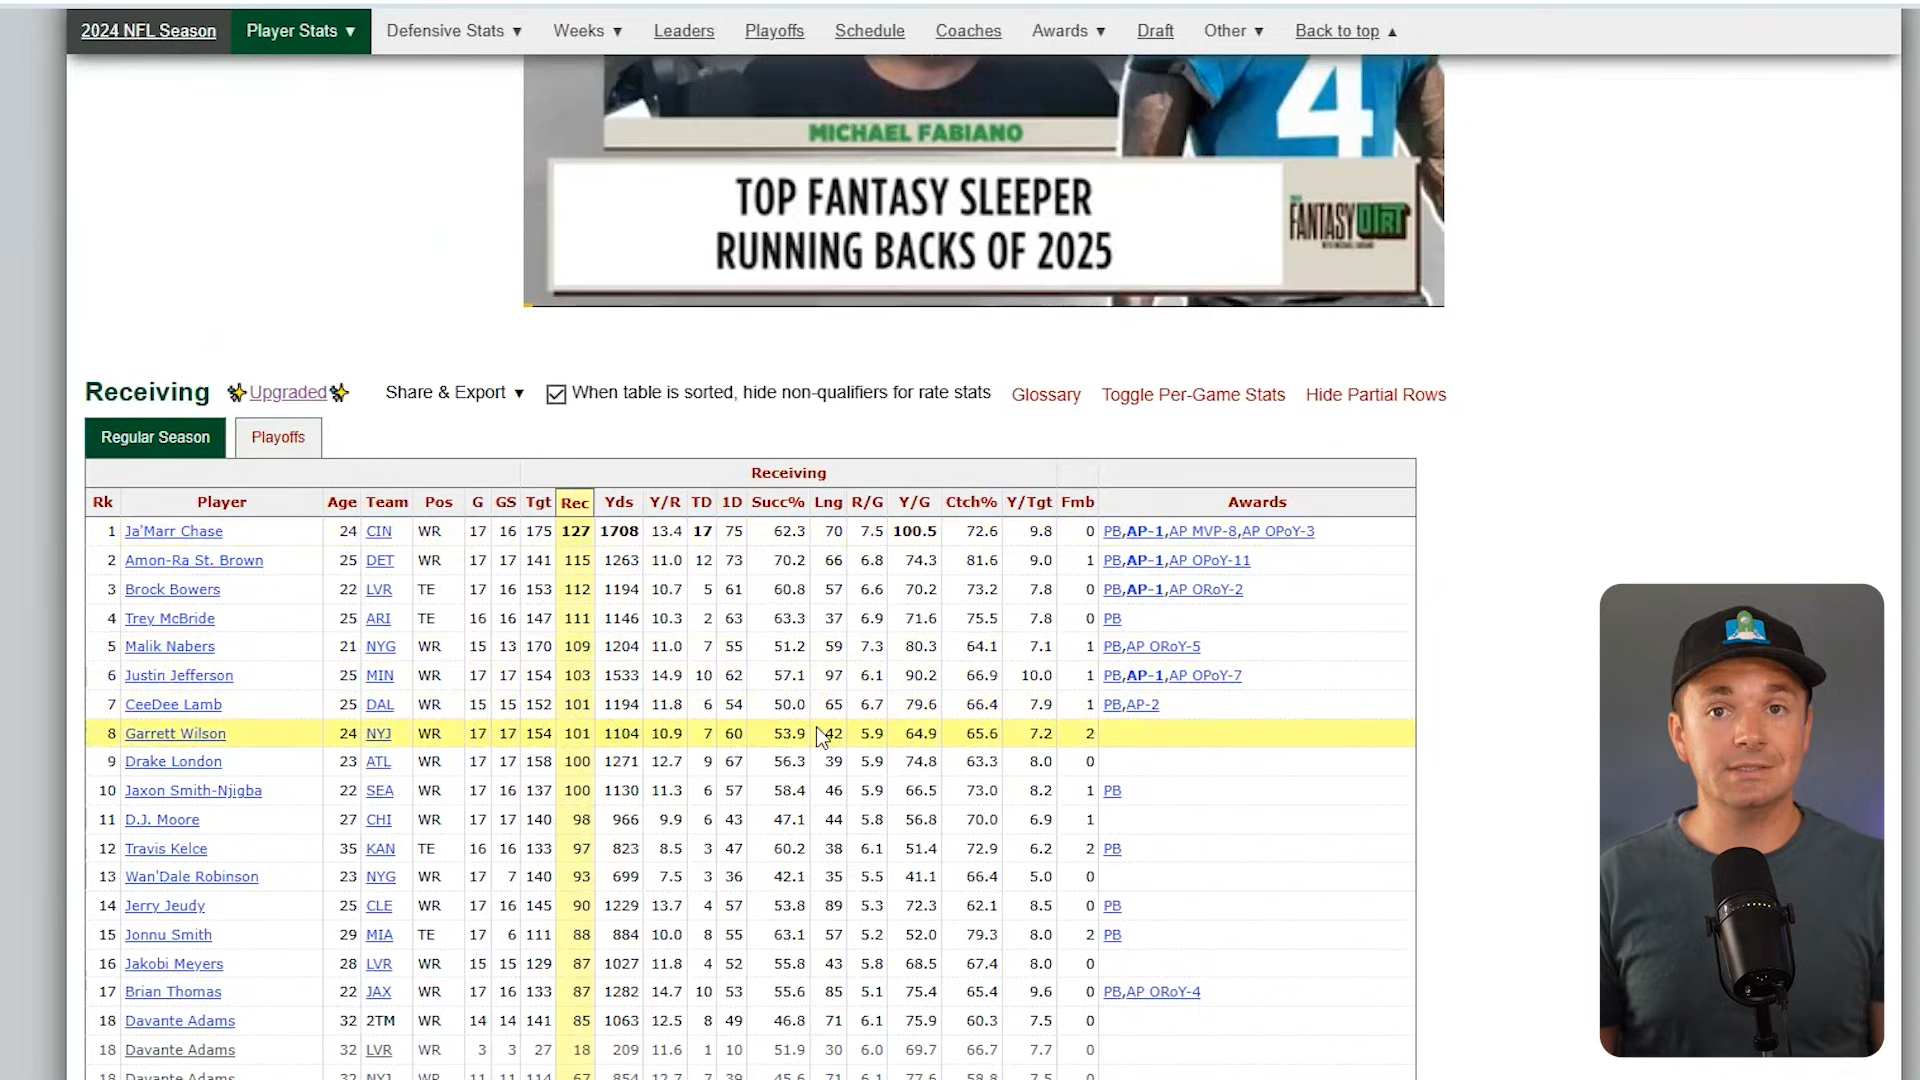 2024 NFL Season Player Stats ▼ Defensive Stats ▼ Weeks ▼ Leaders Playoffs Schedule Coaches Awards ▼ Draft Other ▼ Back to top ▲
4
MICHAEL FABIANO
TOP FANTASY SLEEPER
RUNNING BACKS OF 2025
FANTASY DIRT
Receiving Upgraded Share & Export ▼ When table is sorted, hide non-qualifiers for rate stats Glossary Toggle Per-Game Stats Hide Partial Rows
Regular Season Playoffs
Receiving
Rk Player Age Team Pos G GS Tgt Rec Yds Y/R TD 1D Succ% Lng R/G Y/G Ctch% Y/Tgt Fmb Awards
1 Ja'Marr Chase 24 CIN WR 17 16 175 127 1708 13.4 17 75 62.3 70 7.5 100.5 72.6 9.8 0 PB,AP-1,AP MVP-8,AP OPoY-3
2 Amon-Ra St. Brown 25 DET WR 17 17 141 115 1263 11.0 12 73 70.2 66 6.8 74.3 81.6 9.0 1 PB,AP-1,AP OPoY-11
3 Brock Bowers 22 LVR TE 17 16 153 112 1194 10.7 5 61 60.8 57 6.6 70.2 73.2 7.8 0 PB,AP-1,AP ORoY-2
4 Trey McBride 25 ARI TE 16 16 147 111 1146 10.3 2 63 63.3 37 6.9 71.6 75.5 7.8 0 PB
5 Malik Nabers 21 NYG WR 15 13 170 109 1204 11.0 7 55 51.2 59 7.3 80.3 64.1 7.1 1 PB,AP ORoY-5
6 Justin Jefferson 25 MIN WR 17 17 154 103 1533 14.9 10 62 57.1 97 6.1 90.2 66.9 10.0 1 PB,AP-1,AP OPoY-7
7 CeeDee Lamb 25 DAL WR 15 15 152 101 1194 11.8 6 54 50.0 65 6.7 79.6 66.4 7.9 1 PB,AP-2
8 Garrett Wilson 24 NYJ WR 17 17 154 101 1104 10.9 7 60 53.9 42 5.9 64.9 65.6 7.2 2
9 Drake London 23 ATL WR 17 17 158 100 1271 12.7 9 67 56.3 39 5.9 74.8 63.3 8.0 0
10 Jaxon Smith-Njigba 22 SEA WR 17 16 137 100 1130 11.3 6 57 58.4 46 5.9 66.5 73.0 8.2 1 PB
11 D.J. Moore 27 CHI WR 17 17 140 98 966 9.9 6 43 47.1 44 5.8 56.8 70.0 6.9 1
12 Travis Kelce 35 KAN TE 16 16 133 97 823 8.5 3 47 60.2 38 6.1 51.4 72.9 6.2 2 PB
13 Wan'Dale Robinson 23 NYG WR 17 7 140 93 699 7.5 3 36 42.1 35 5.5 41.1 66.4 5.0 0
14 Jerry Jeudy 25 CLE WR 17 16 145 90 1229 13.7 4 57 53.8 89 5.3 72.3 62.1 8.5 0 PB
15 Jonnu Smith 29 MIA TE 17 6 111 88 884 10.0 8 55 63.1 57 5.2 52.0 79.3 8.0 2 PB
16 Jakobi Meyers 28 LVR WR 15 15 129 87 1027 11.8 4 52 55.8 43 5.8 68.5 67.4 8.0 0
17 Brian Thomas 22 JAX WR 17 16 133 87 1282 14.7 10 53 55.6 85 5.1 75.4 65.4 9.6 0 PB,AP ORoY-4
18 Davante Adams 32 2TM WR 14 14 141 85 1063 12.5 8 49 46.8 71 6.1 75.9 60.3 7.5 0
18 Davante Adams 32 LVR WR 3 3 27 18 209 11.6 1 10 51.9 30 6.0 69.7 66.7 7.7 0
18 Davante Adams 32 NYJ WR 11 11 114 67 854 12.7 7 39 45.6 71 6.1 77.6 58.8 7.5 0